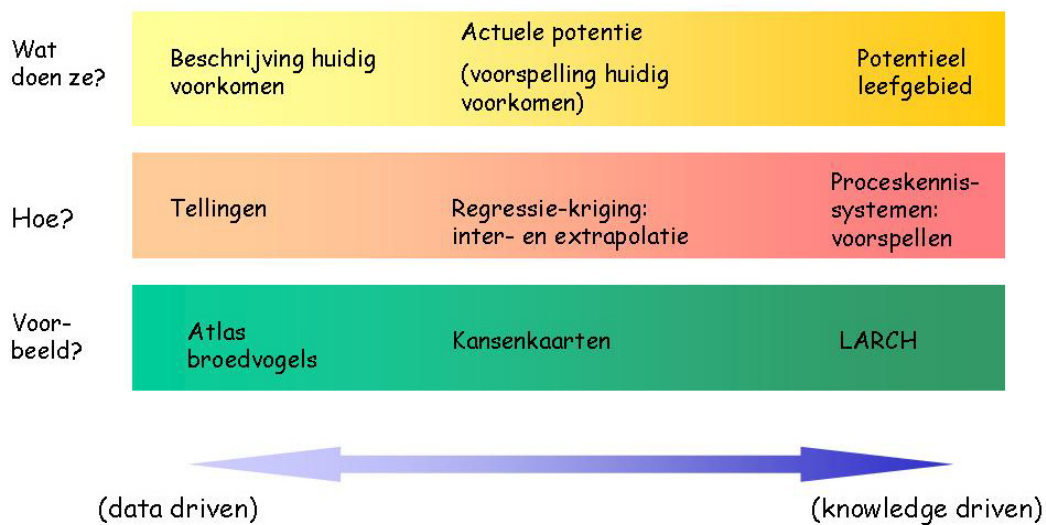 Wat
doen ze?
Beschrijving huidig
voorkomen
Actuele potentie
(voorspelling huidig
voorkomen)
Potentieel
leefgebied
Hoe?
Tellingen
Regressie-kriging:
inter- en extrapolatie
Proceskennis-
systemen:
voorspellen
Voor-
beeld?
Atlas
broedvogels
Kansenkaarten
LARCH
(data driven)
(knowledge driven)